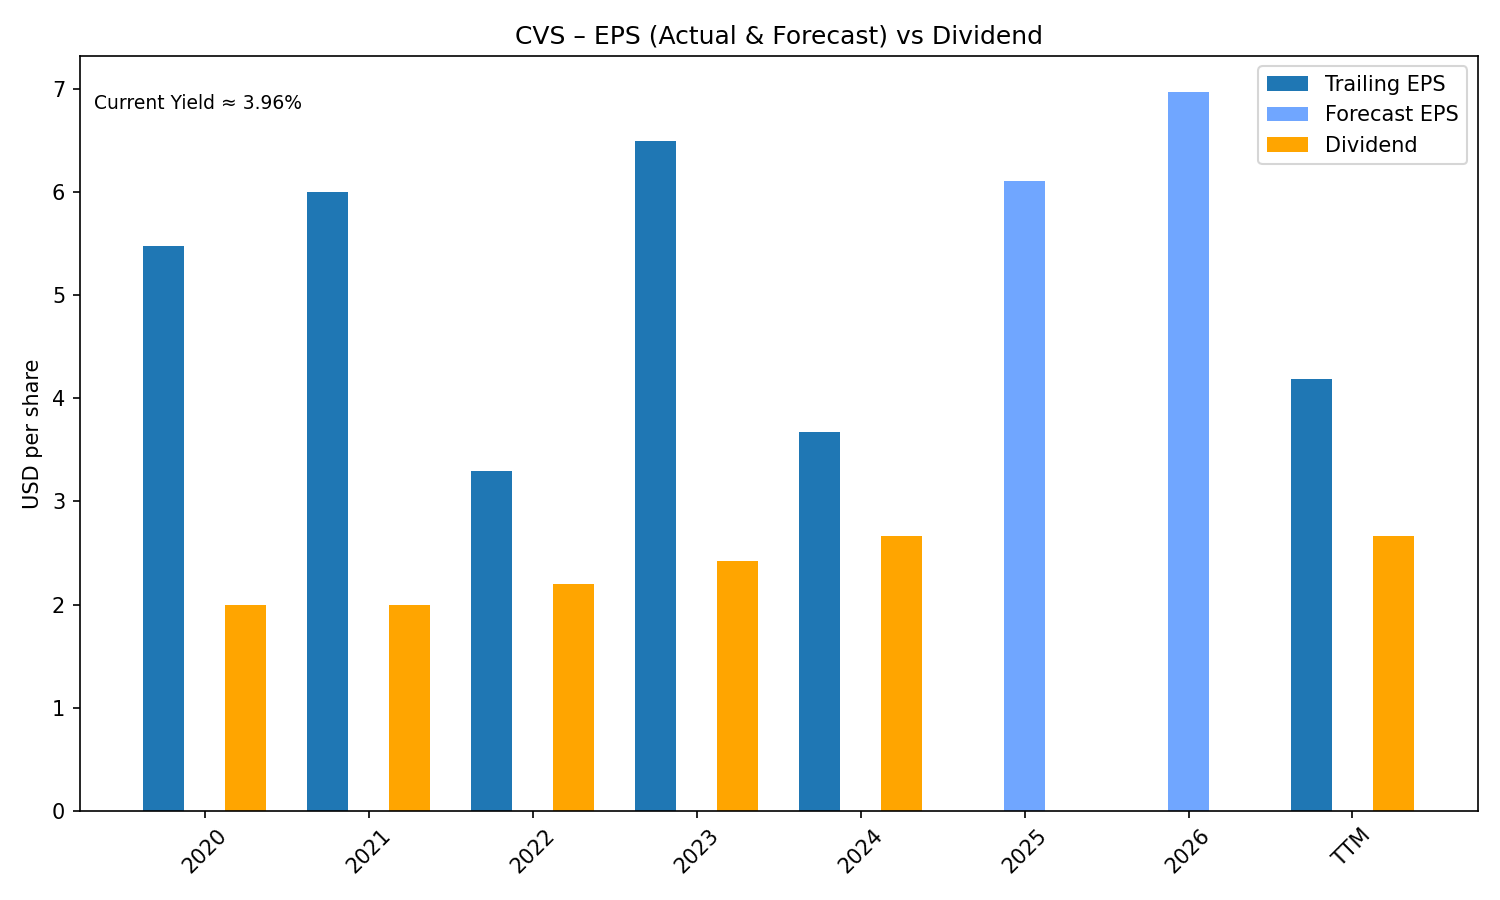 CVS – EPS (Actual & Forecast) vs Dividend
Current Yield ≈ 3.96%
Trailing EPS
Forecast EPS
Dividend
USD per share
7
6
5
4
3
2
1
0
2020
2021
2022
2023
2024
2025
2026
TTM